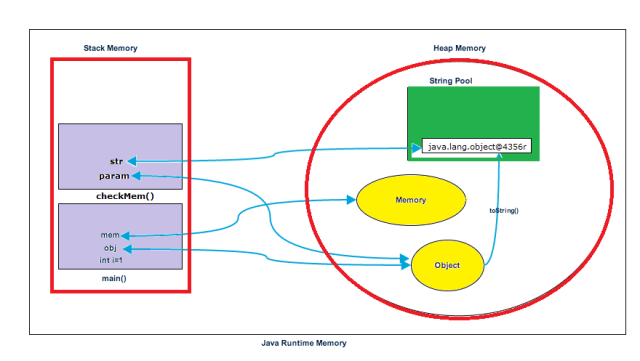 Stack Memory
Heap Memory
String Pool
java.lang.object@4356r
str
param
checkMem()
Memory
toString()
mem
obj
int i=1
main()
Object
Java Runtime Memory